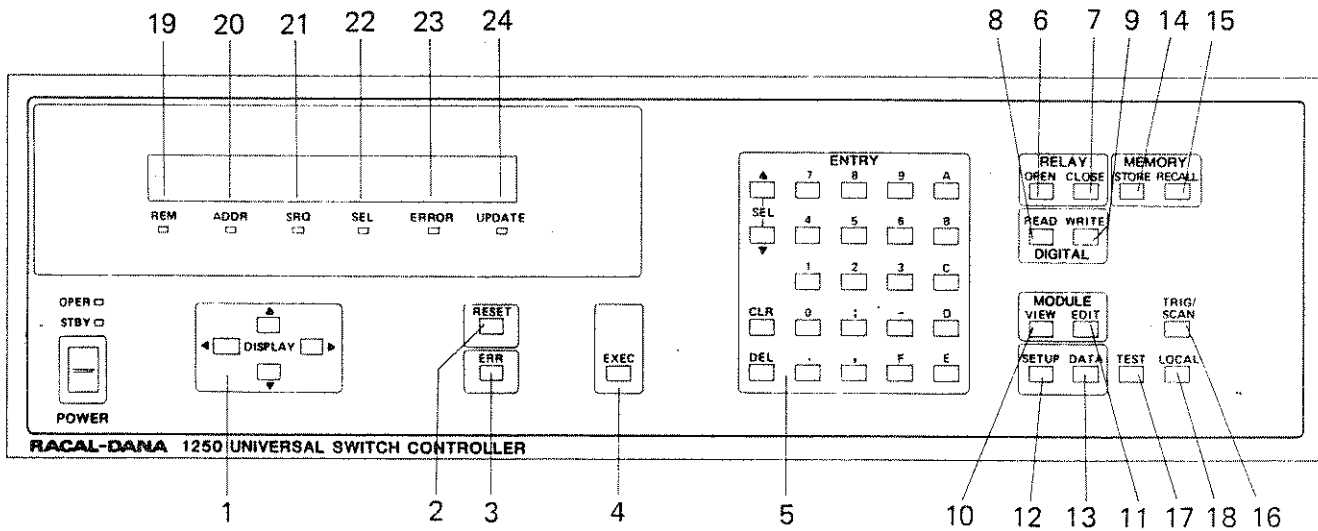 19 20 21 22 23 24 8 6 7 9 14 15
ENTRY
RELAY MEMORY
OPEN CLOSE STORE RECALL
7 8 9 A
SEL
REM ADDR SRQ SEL ERROR UPDATE
4 5 6 B
READ WRITE
DIGITAL
1 2 3 C
OPER
STBY
RESET
MODULE
VIEW EDIT
TRIG/
SCAN
CLR 0 ; - D
DISPLAY
ERR EXEC
DEL . , F E
SETUP DATA TEST LOCAL
POWER
RACAL-DANA 1250 UNIVERSAL SWITCH CONTROLLER
1 2 3 4 5 10 12 13 11 17 18 16